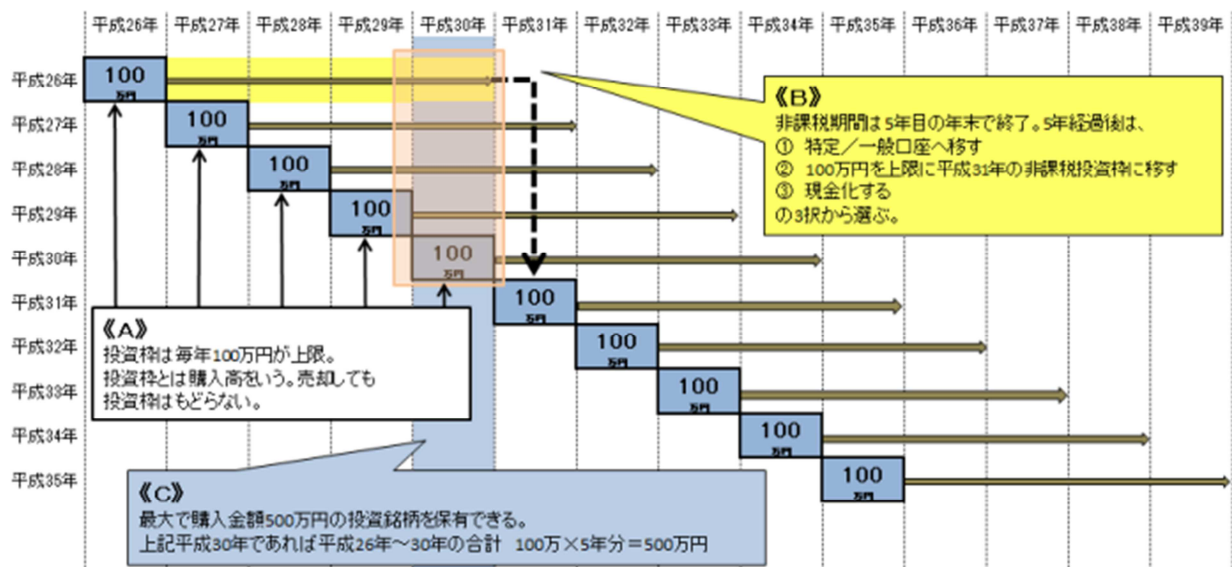 平成26年 平成27年 平成28年 平成29年 平成30年 平成31年 平成32年 平成33年 平成34年 平成35年 平成36年 平成37年 平成38年 平成39年
平成26年
100
万円
平成27年
100
万円
平成28年
100
万円
平成29年
100
万円
平成30年
100
万円
平成31年
100
万円
平成32年
100
万円
平成33年
100
万円
平成34年
100
万円
平成35年
100
万円
《B》
非課税期間は5年目の年末で終了。5年経過後は、
① 特定／一般口座へ移す
② 100万円を上限に平成31年の非課税投資枠に移す
③ 現金化する
の3択から選ぶ。
《A》
投資枠は毎年100万円が上限。
投資枠とは購入高をいう。売却しても
投資枠はもどらない。
《C》
最大で購入金額500万円の投資銘柄を保有できる。
上記平成30年であれば平成26年～30年の合計 100万×5年分＝500万円